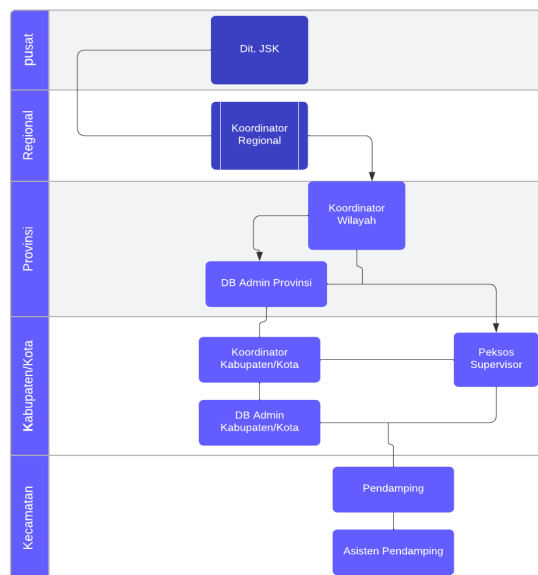 pusat
Dit. JSK
Regional
Koordinator
Regional
Provinsi
Koordinator
Wilayah
DB Admin Provinsi
Kabupaten/Kota
Koordinator
Kabupaten/Kota
Peksos
Supervisor
DB Admin
Kabupaten/Kota
Kecamatan
Pendamping
Asisten Pendamping